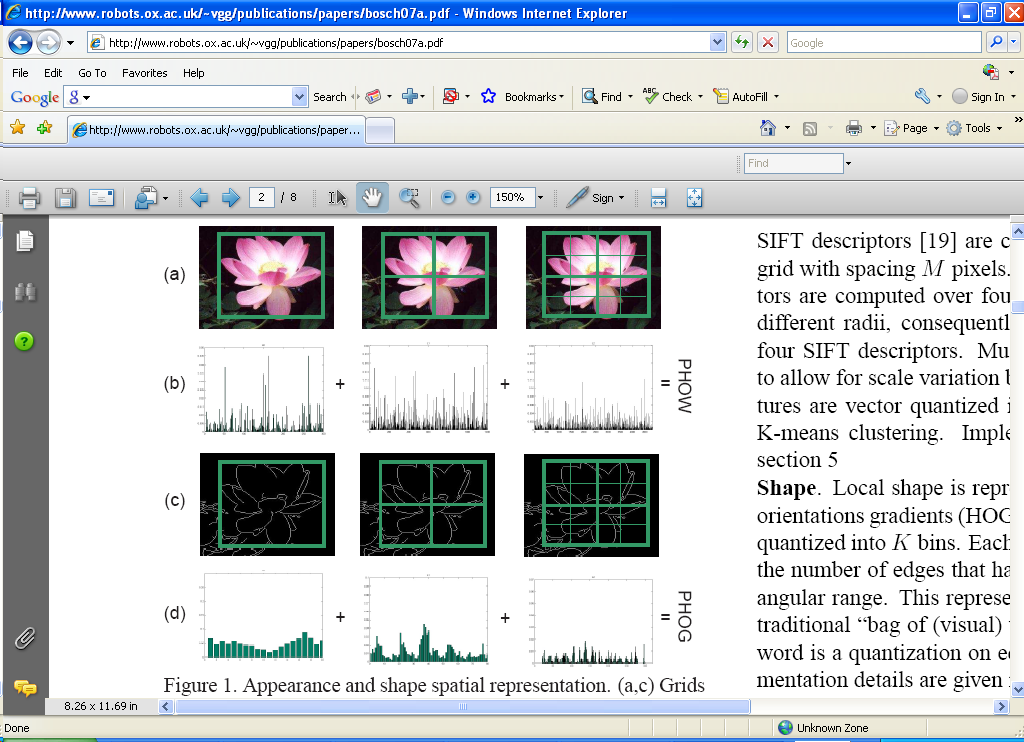 http://www.robots.ox.ac.uk/~vgg/publications/papers/bosch07a.pdf - Windows Internet Explorer
http://www.robots.ox.ac.uk/~vgg/publications/papers/bosch07a.pdf
Google
File Edit Go To Favorites Help
Google g Search Bookmarks Find ABC Check AutoFill Sign In
http://www.robots.ox.ac.uk/~vgg/publications/paper... Page Tools »
Find
2 / 8 150% Sign
(a)
(b) + + = PHOW
(c)
(d) + + = PHOG
Figure 1. Appearance and shape spatial representation. (a,c) Grids
SIFT descriptors [19] are c
grid with spacing M pixels.
tors are computed over fou
different radii, consequentl
four SIFT descriptors. Mu
to allow for scale variation b
tures are vector quantized i
K-means clustering. Imple
section 5
Shape. Local shape is repr
orientations gradients (HOG
quantized into K bins. Each
the number of edges that ha
angular range. This represe
traditional “bag of (visual)
word is a quantization on e
mentation details are given
8.26 x 11.69 in
Done Unknown Zone